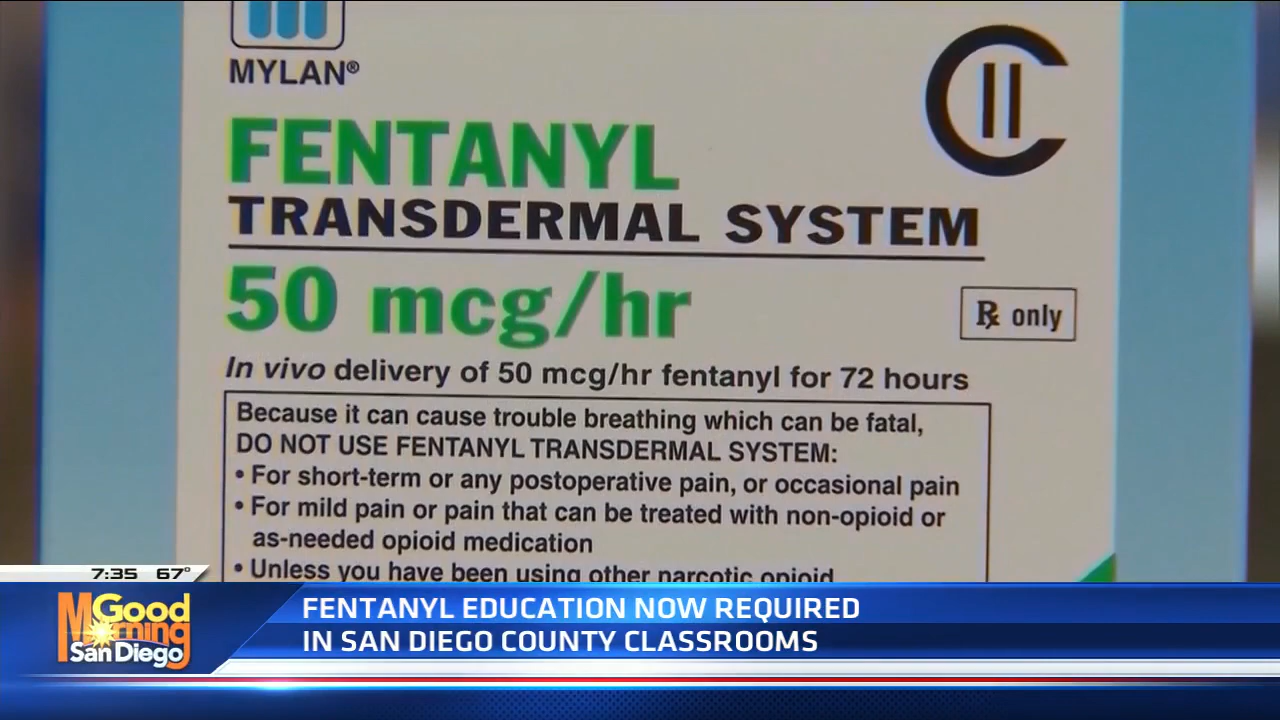 MYLAN®
CII
FENTANYL
TRANSDERMAL SYSTEM
50 mcg/hr
Rx only
In vivo delivery of 50 mcg/hr fentanyl for 72 hours
Because it can cause trouble breathing which can be fatal,
DO NOT USE FENTANYL TRANSDERMAL SYSTEM:
• For short-term or any postoperative pain, or occasional pain
• For mild pain or pain that can be treated with non-opioid or
as-needed opioid medication
• Unless you have been using other narcotic opioid
7:35 67°
Good
Morning
San Diego
FENTANYL EDUCATION NOW REQUIRED
IN SAN DIEGO COUNTY CLASSROOMS